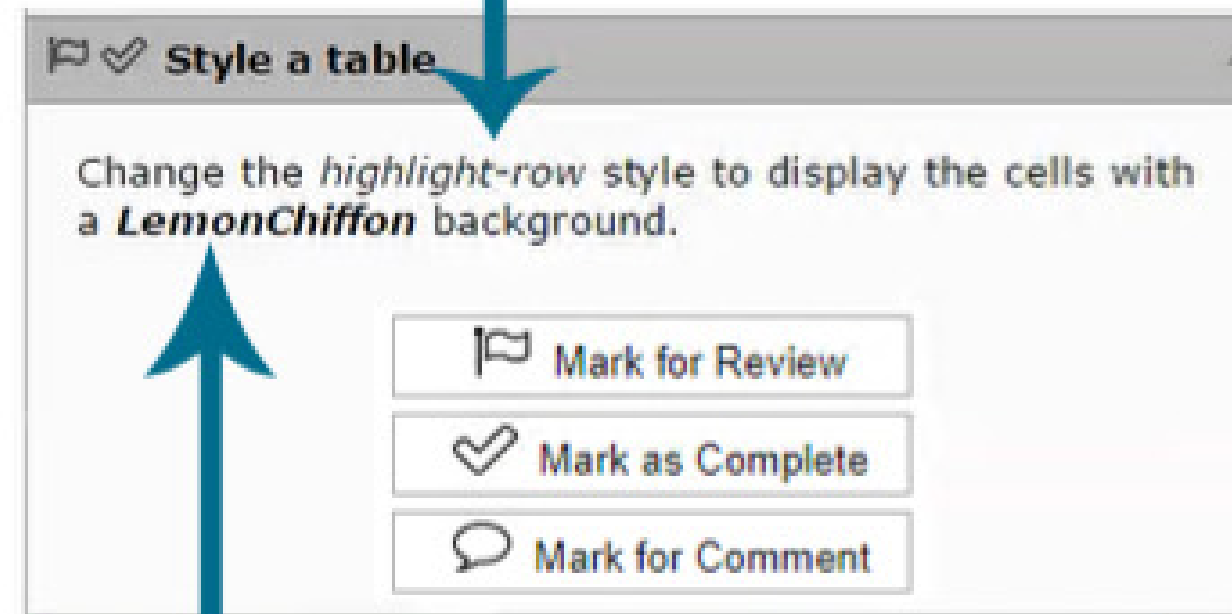 Style a table
Change the highlight-row style to display the cells with
a LemonChiffon background.
Mark for Review
Mark as Complete
Mark for Comment